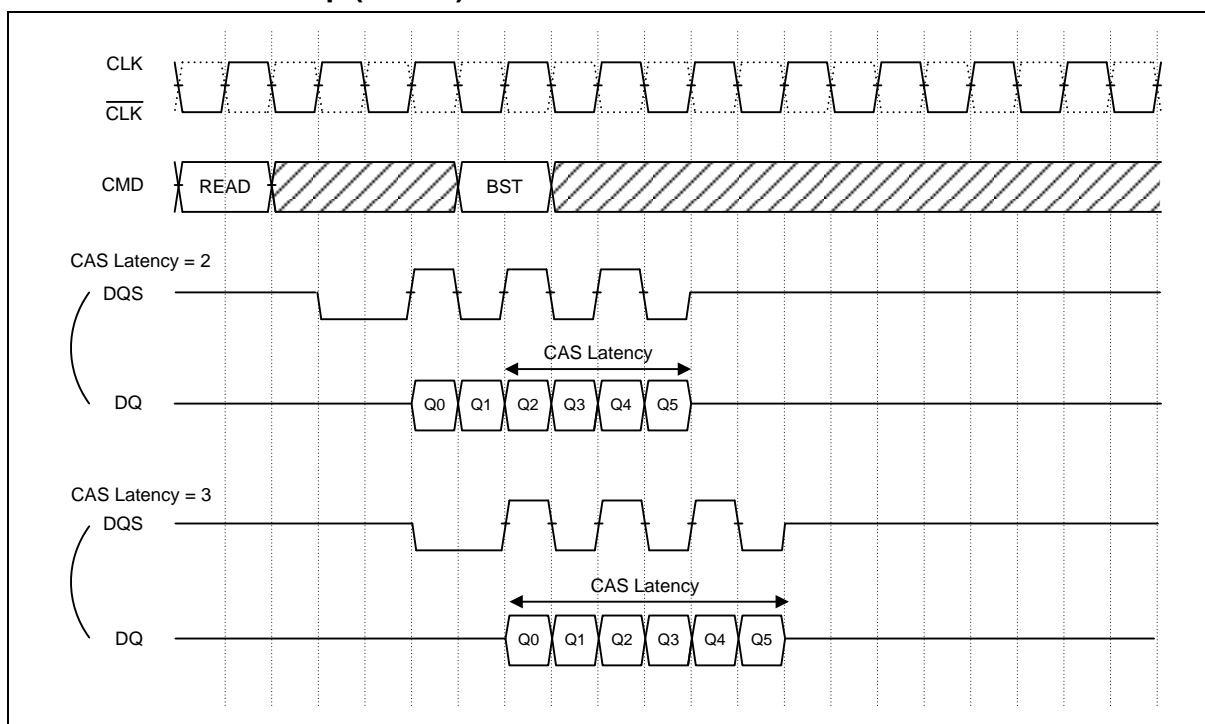 CLK
CLK
CMD READ BST
CAS Latency = 2
DQS
CAS Latency
DQ Q0 Q1 Q2 Q3 Q4 Q5
CAS Latency = 3
DQS
CAS Latency
DQ Q0 Q1 Q2 Q3 Q4 Q5